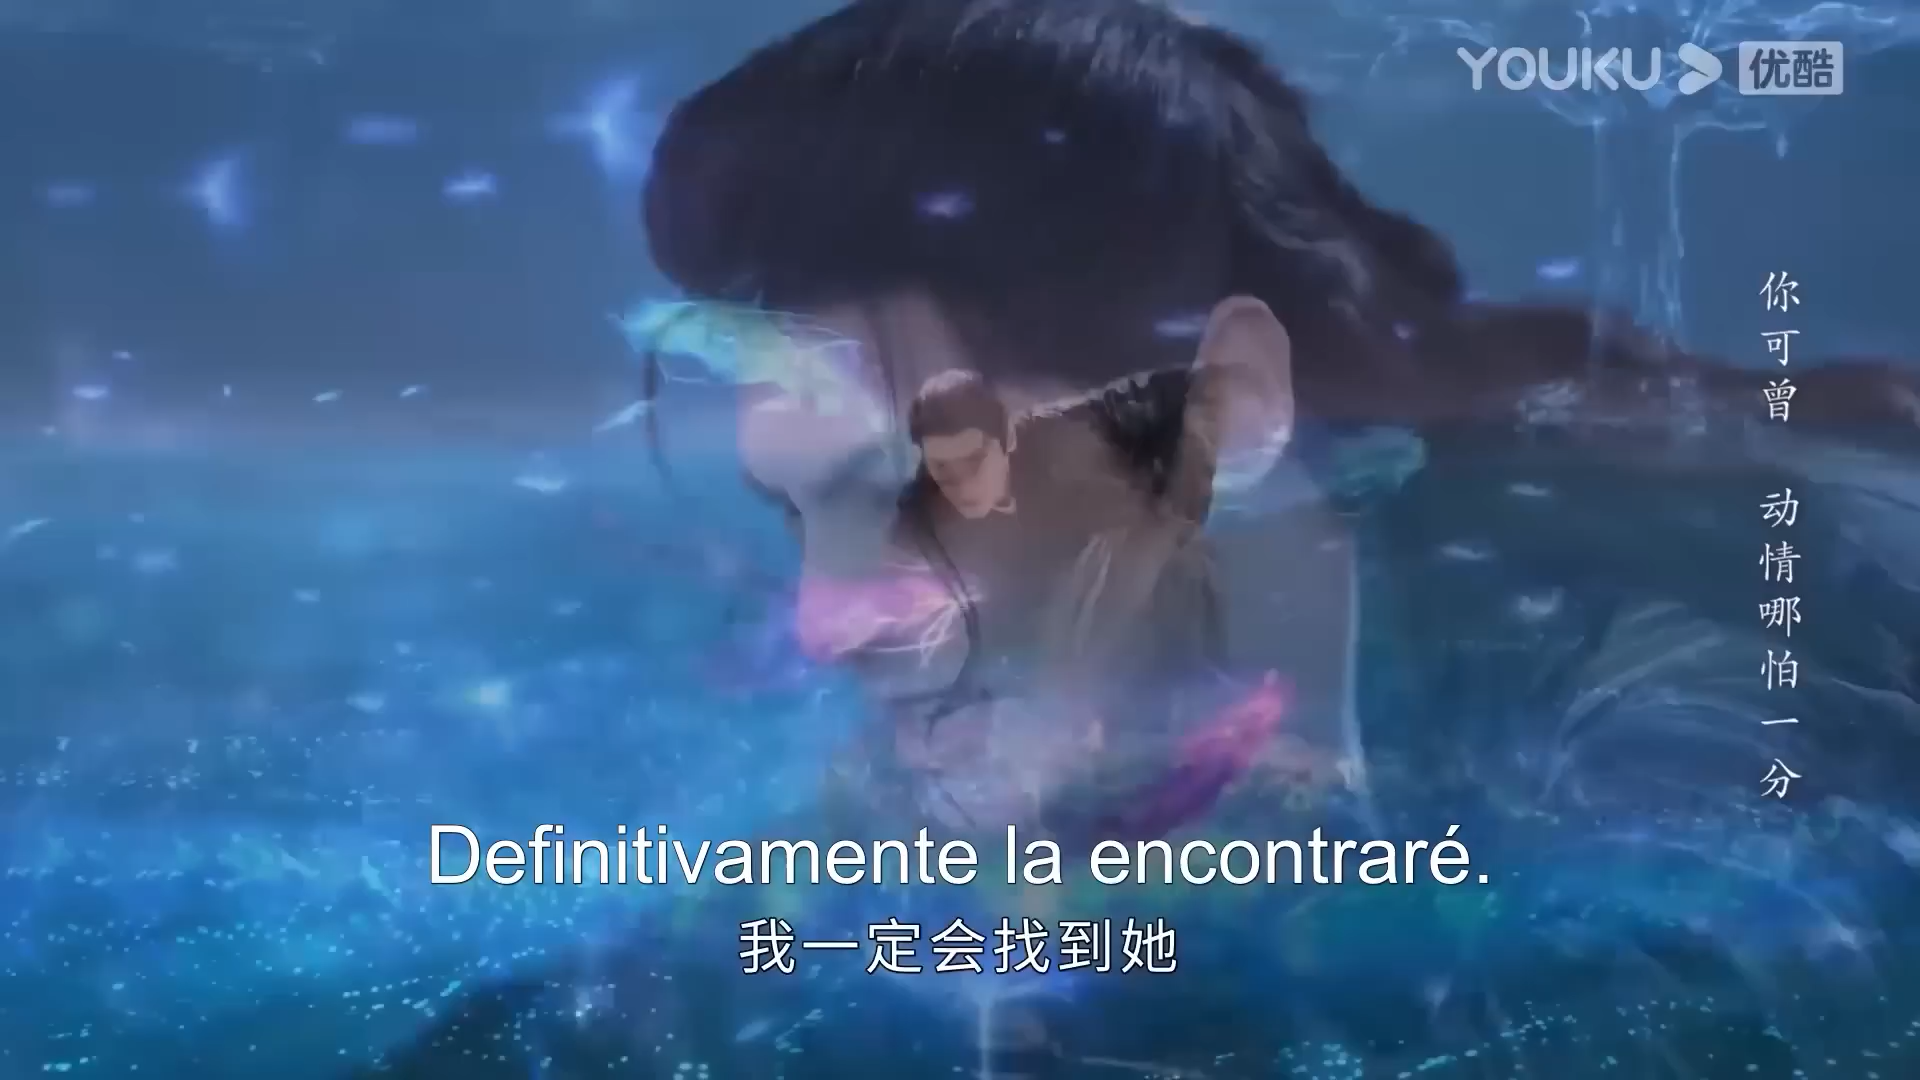 YOUKU 优酷
你可曾 动情哪怕一分
Definitivamente la encontraré.
我一定会找到她